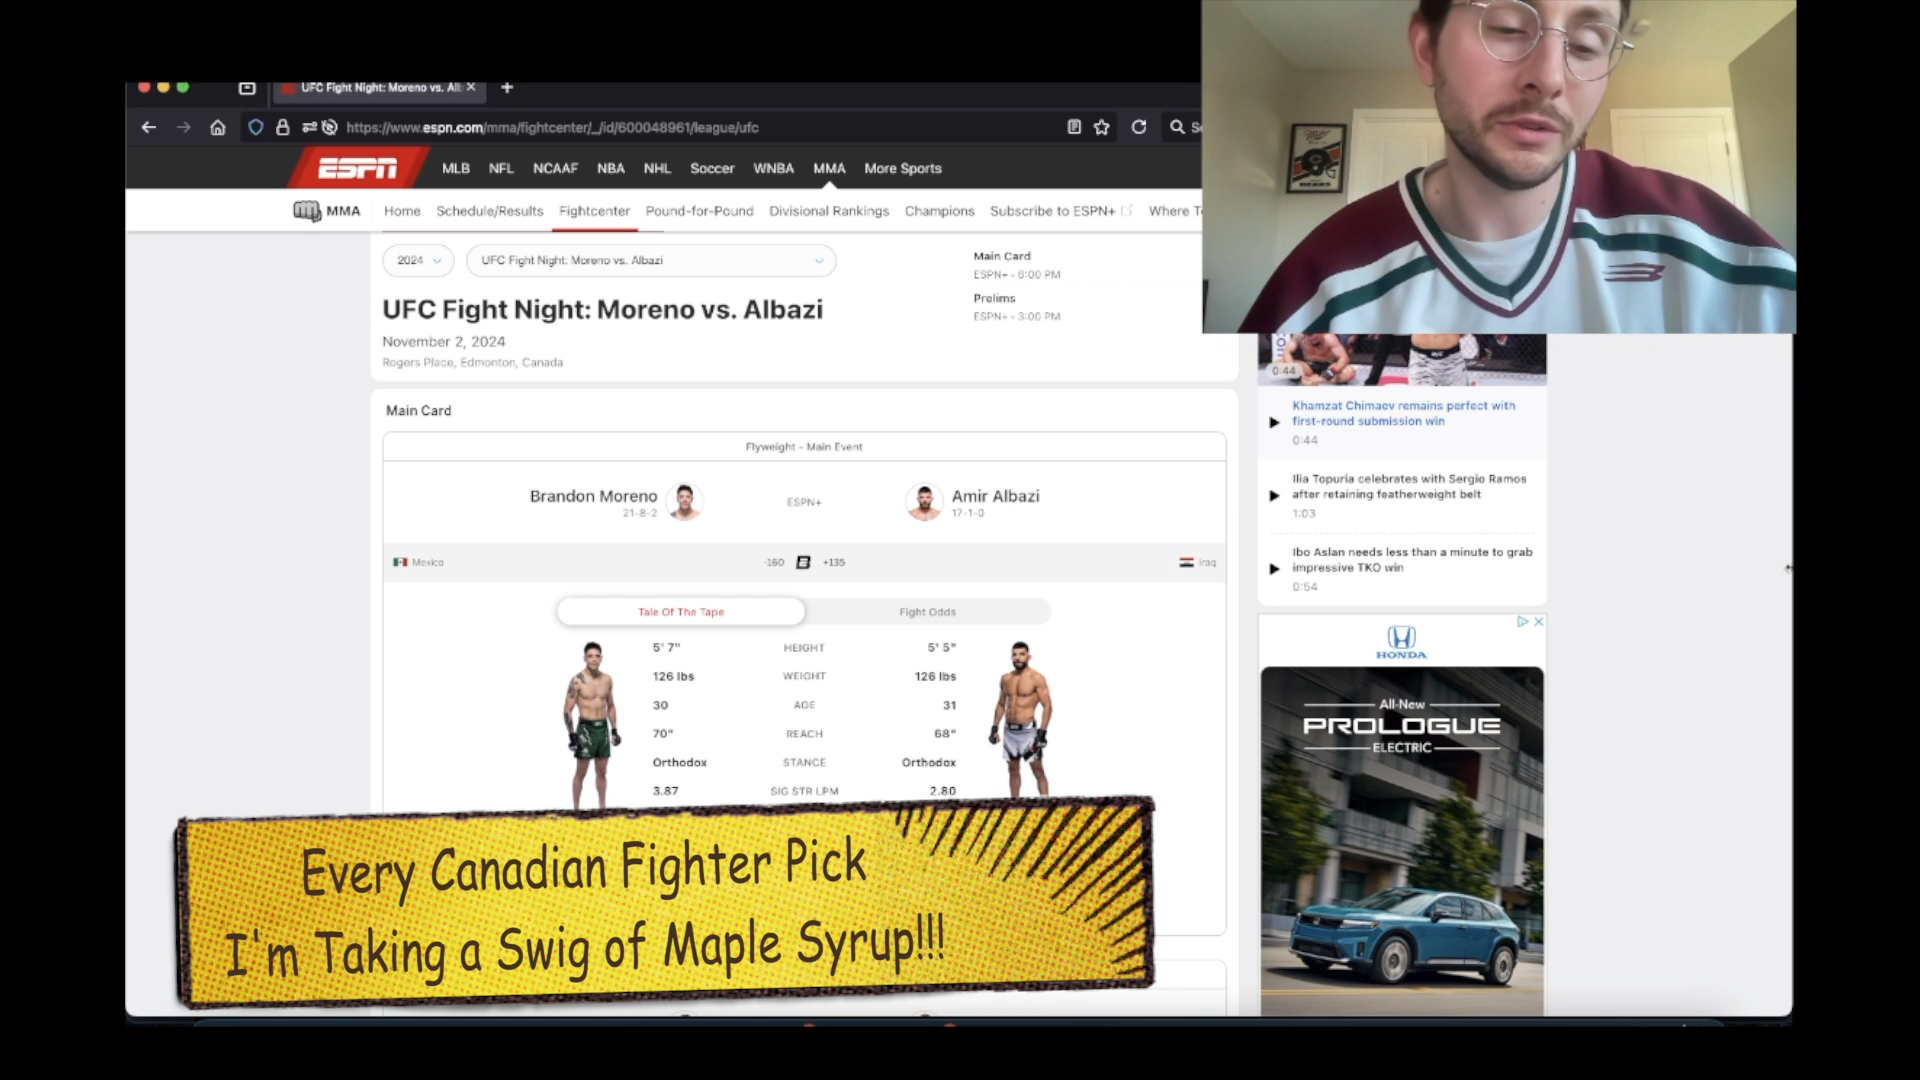 UFC Fight Night: Moreno vs. Alb
https://www.espn.com/mma/fightcenter/_/id/600048961/league/ufc
ESPN MLB NFL NCAAF NBA NHL Soccer WNBA MMA More Sports
MMA Home Schedule/Results Fightcenter Pound-for-Pound Divisional Rankings Champions Subscribe to ESPN+ Where T
2024 UFC Fight Night: Moreno vs. Albazi
Main Card
ESPN+ - 6:00 PM
Prelims
ESPN+ - 3:00 PM
UFC Fight Night: Moreno vs. Albazi
November 2, 2024
Rogers Place, Edmonton, Canada
Main Card
Flyweight - Main Event
Brandon Moreno
21-8-2
ESPN+
Amir Albazi
17-1-0
Mexico -160 B +135 Iraq
Tale Of The Tape Fight Odds
5' 7" HEIGHT 5' 5"
126 lbs WEIGHT 126 lbs
30 AGE 31
70" REACH 68"
Orthodox STANCE Orthodox
3.87 SIG STR LPM 2.80
Every Canadian Fighter Pick
I'm Taking a Swig of Maple Syrup!!!
BEARS
0:44
Khamzat Chimaev remains perfect with
first-round submission win
0:44
Ilia Topuria celebrates with Sergio Ramos
after retaining featherweight belt
1:03
Ibo Aslan needs less than a minute to grab
impressive TKO win
0:54
HONDA
All-New
PROLOGUE
ELECTRIC